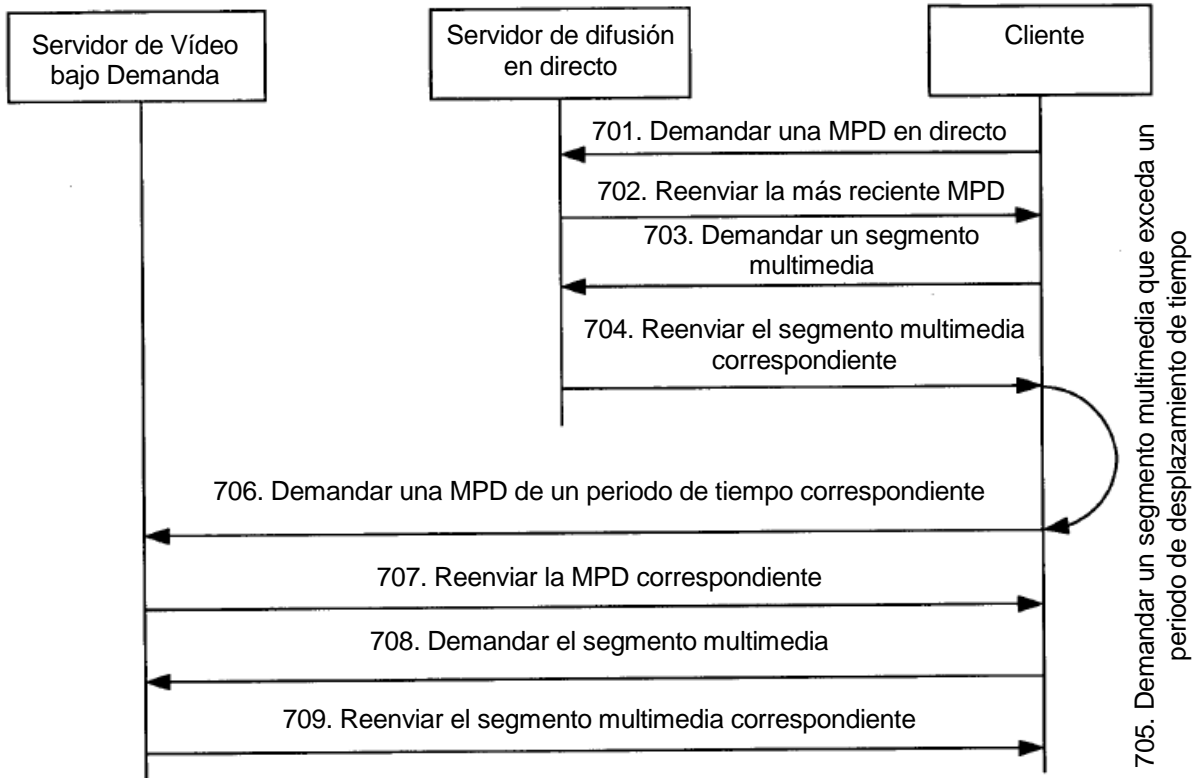 Servidor de Vídeo
bajo Demanda
Servidor de difusión
en directo
Cliente
701. Demandar una MPD en directo
702. Reenviar la más reciente MPD
703. Demandar un segmento
multimedia
704. Reenviar el segmento multimedia
correspondiente
705. Demandar un segmento multimedia que exceda un
periodo de desplazamiento de tiempo
706. Demandar una MPD de un periodo de tiempo correspondiente
707. Reenviar la MPD correspondiente
708. Demandar el segmento multimedia
709. Reenviar el segmento multimedia correspondiente